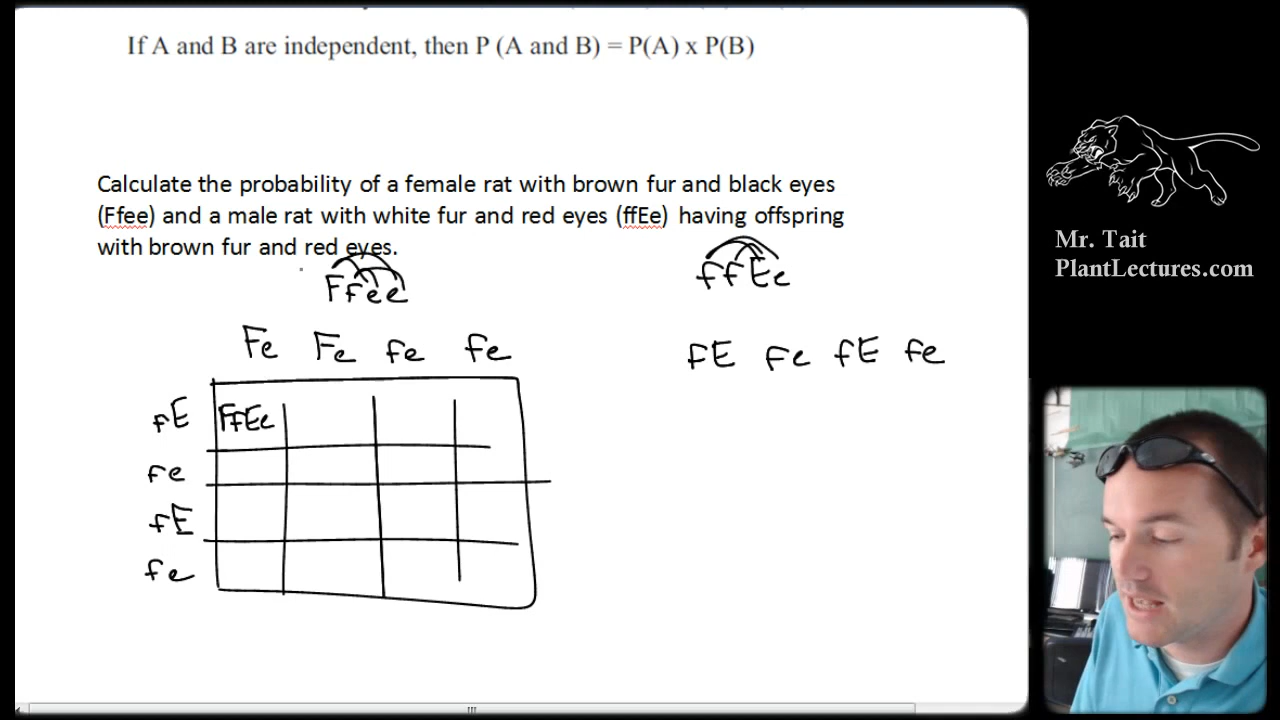 If A and B are independent, then P (A and B) = P(A) x P(B)
Calculate the probability of a female rat with brown fur and black eyes
(Ffee) and a male rat with white fur and red eyes (ffEe) having offspring
with brown fur and red eyes.
Ffee
ffEe
Fe Fe fe fe
fE fe fE fe
fE FfEe
fe
fE
fe
Mr. Tait
PlantLectures.com